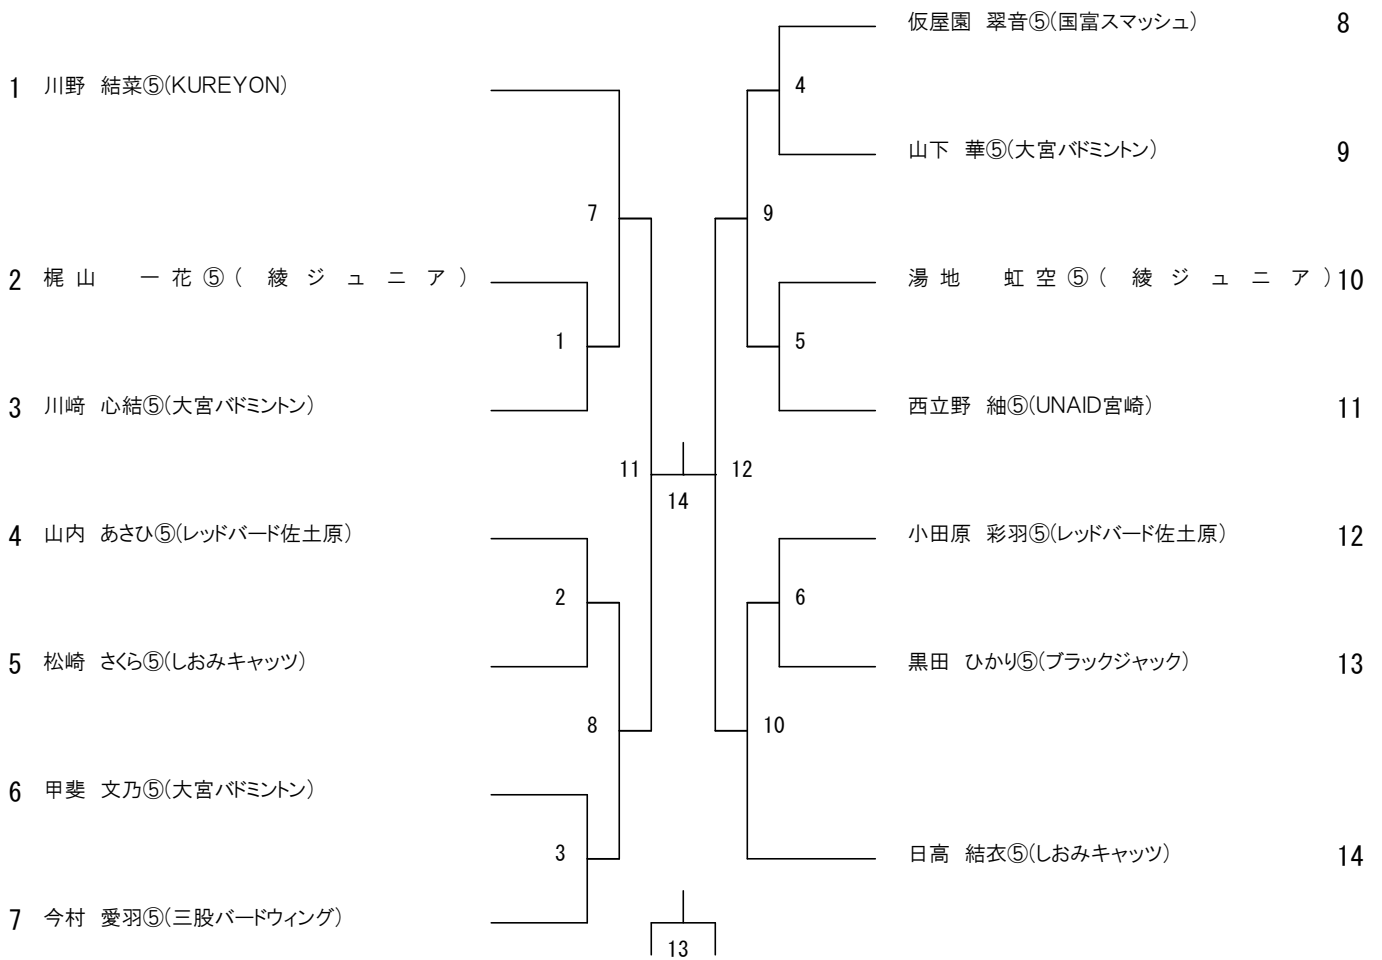 1 川野 結菜⑤(KUREYON)
2 梶山 一花⑤(綾ジュニア)
3 川﨑 心結⑤(大宮バドミントン)
4 山内 あさひ⑤(レッドバード佐土原)
5 松崎 さくら⑤(しおみキャッツ)
6 甲斐 文乃⑤(大宮バドミントン)
7 今村 愛羽⑤(三股バードウィング)
7
1
11
2
8
3
14
13
12
4
9
5
6
10
仮屋園 翠音⑤(国富スマッシュ) 8
山下 華⑤(大宮バドミントン) 9
湯地 虹空⑤(綾ジュニア) 10
西立野 紬⑤(UNAID宮崎) 11
小田原 彩羽⑤(レッドバード佐土原) 12
黒田 ひかり⑤(ブラックジャック) 13
日高 結衣⑤(しおみキャッツ) 14